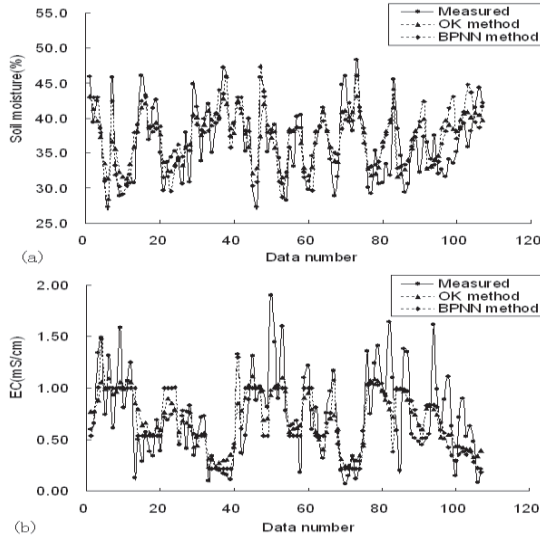 Measured
OK method
BPNN method
55.0
50.0
45.0
40.0
35.0
30.0
25.0
Soil moisture(%)
0 20 40 60 80 100 120
(a)
Data number
Measured
OK method
BPNN method
2.00
1.50
1.00
0.50
0.00
EC(mS/cm)
0 20 40 60 80 100 120
(b)
Data number